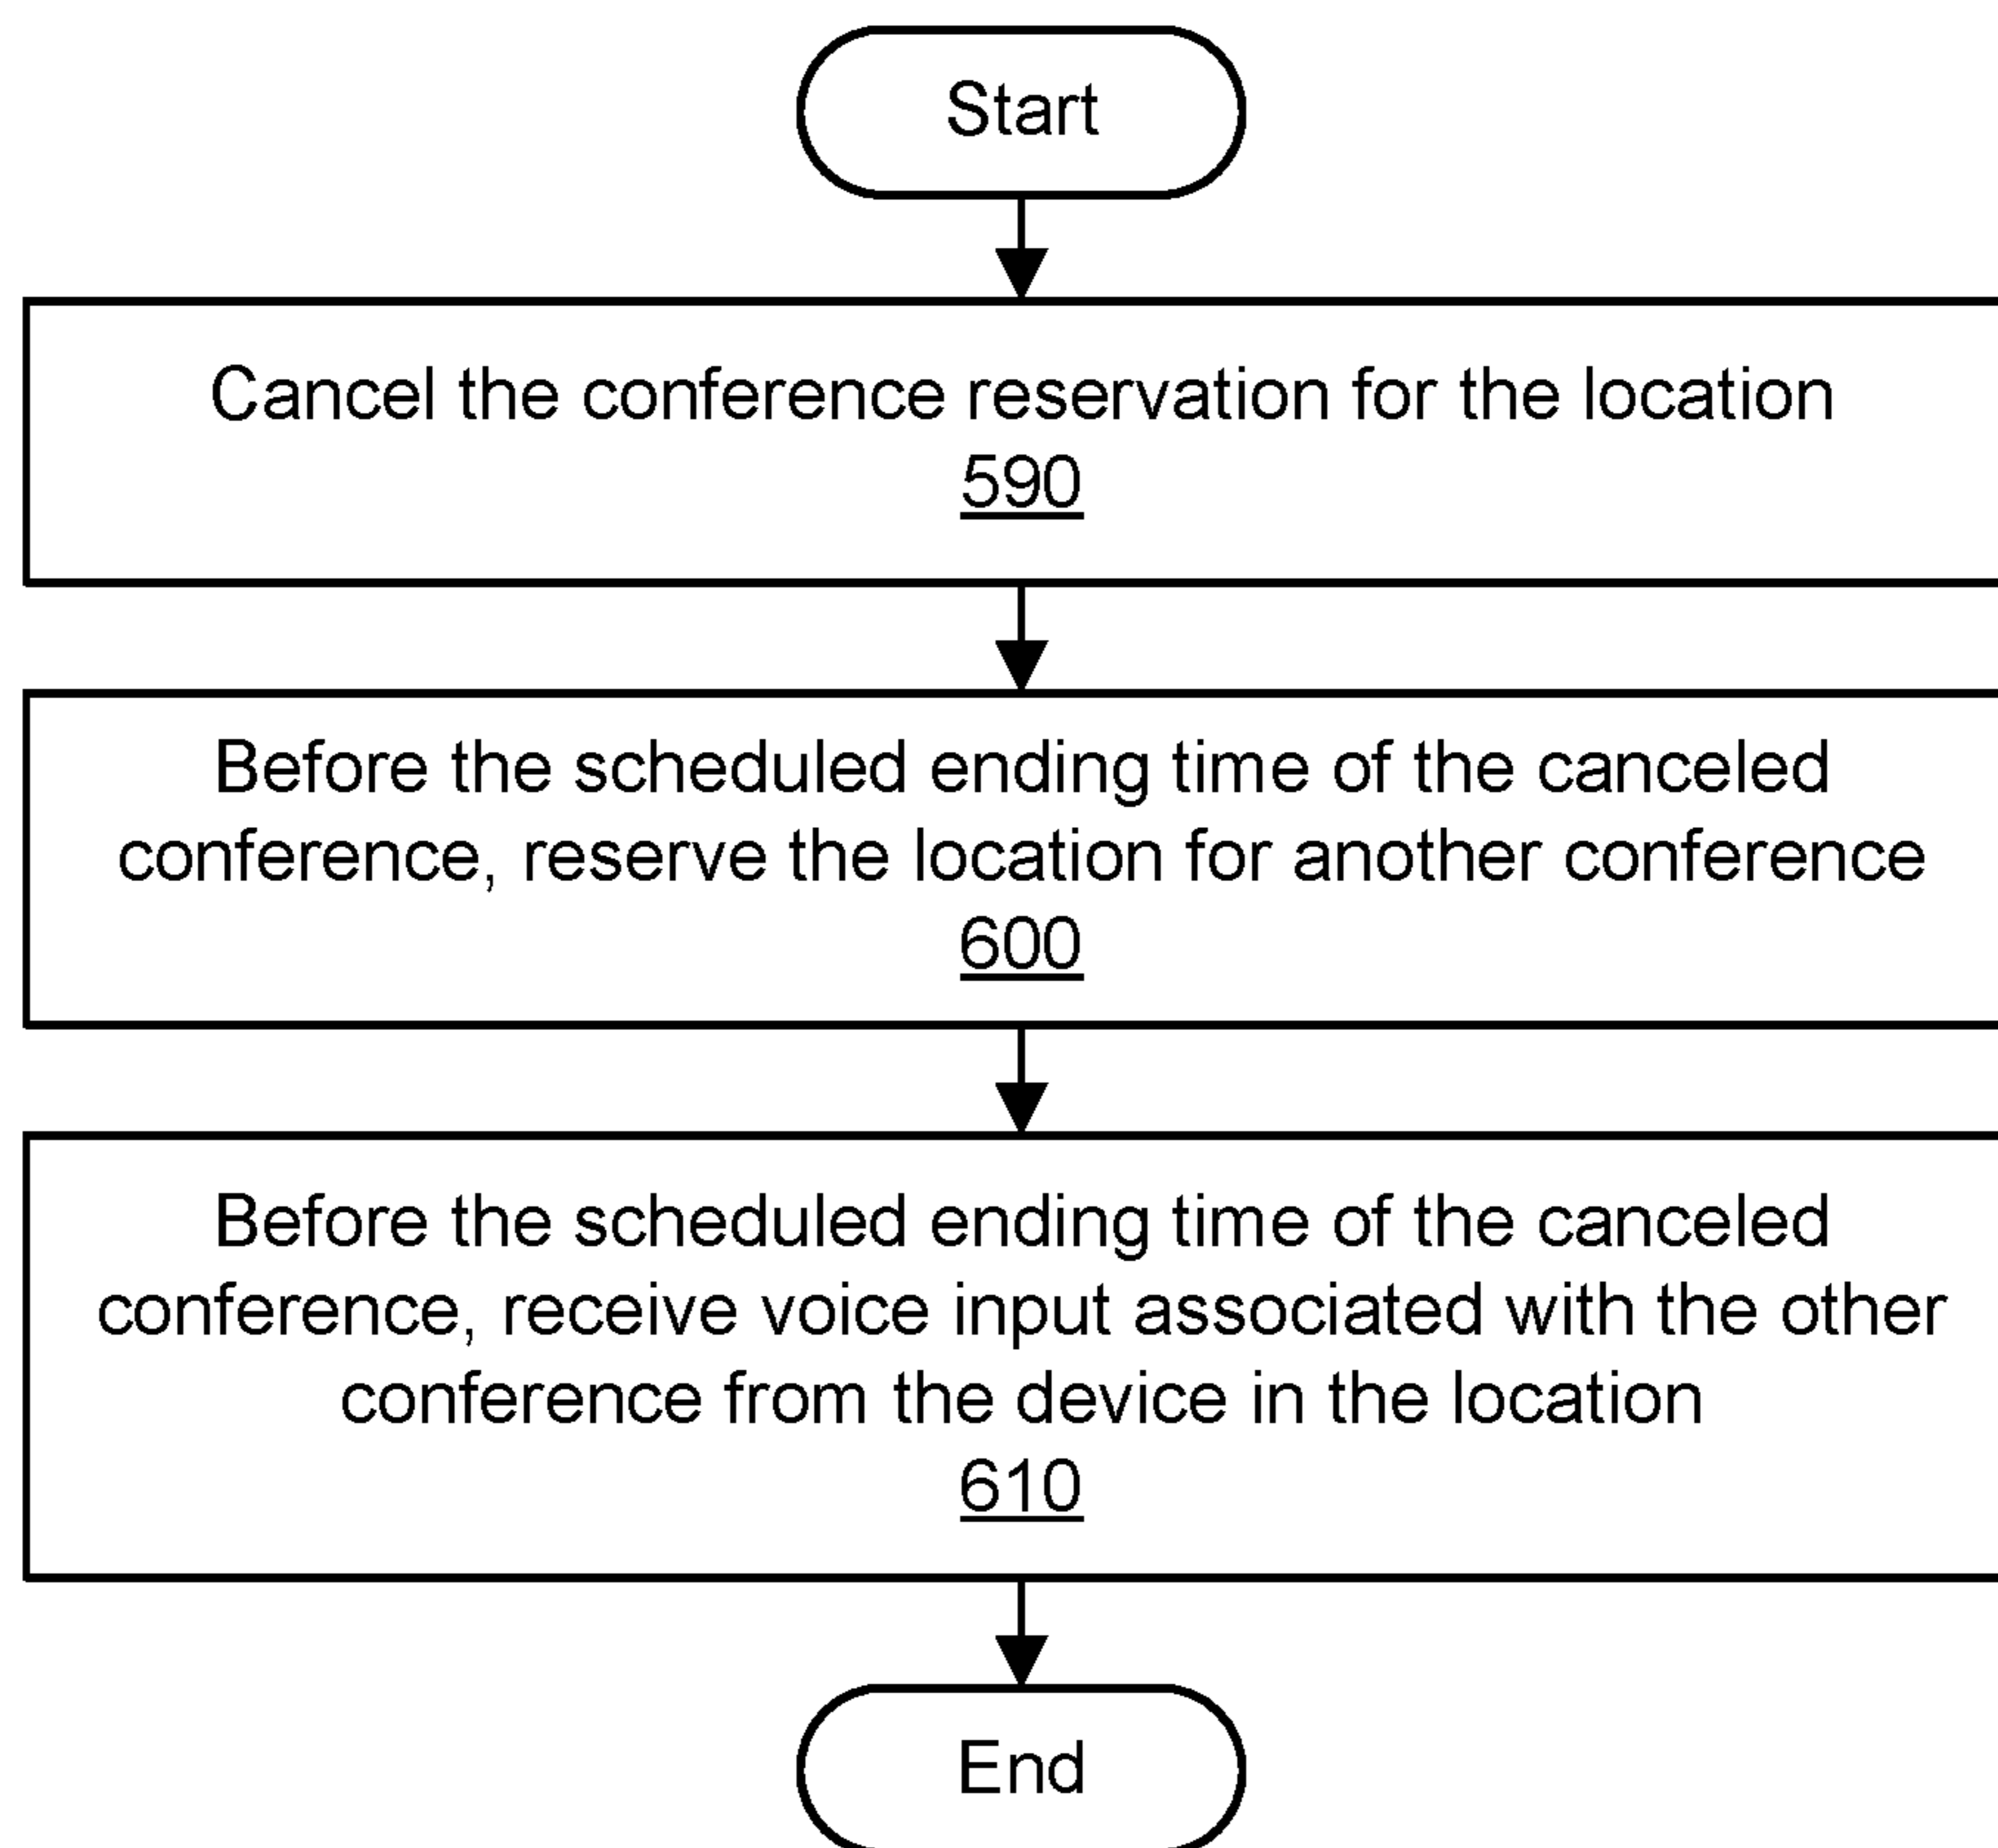 Start
Cancel the conference reservation for the location
590
Before the scheduled ending time of the canceled
conference, reserve the location for another conference
600
Before the scheduled ending time of the canceled
conference, receive voice input associated with the other
conference from the device in the location
610
End